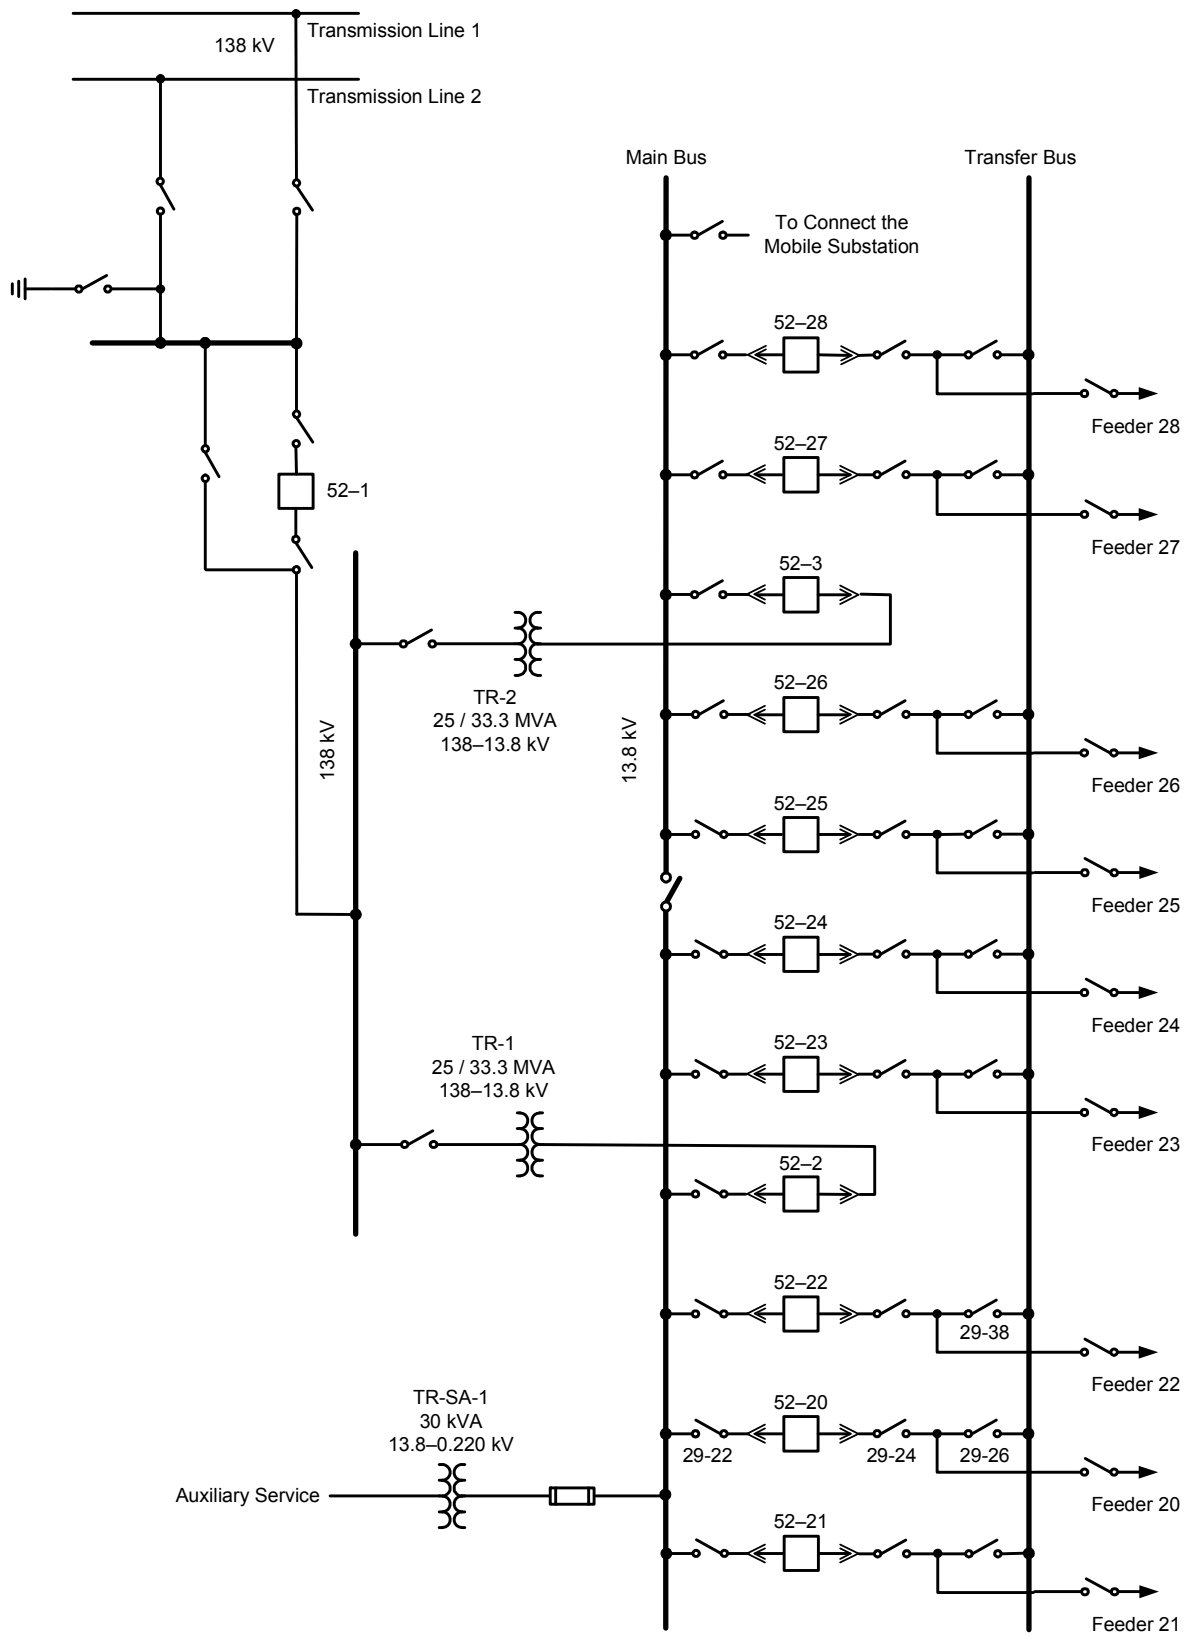 Transmission Line 1
138 kV
Transmission Line 2
Main Bus
Transfer Bus
To Connect the
Mobile Substation
52–28
Feeder 28
52–27
52–1
Feeder 27
52–3
TR-2
25 / 33.3 MVA
138–13.8 kV
138 kV
13.8 kV
52–26
Feeder 26
52–25
Feeder 25
52–24
Feeder 24
TR-1
25 / 33.3 MVA
138–13.8 kV
52–23
Feeder 23
52–2
52–22
29-38
Feeder 22
TR-SA-1
30 kVA
13.8–0.220 kV
52–20
29-22
29-24
29-26
Auxiliary Service
Feeder 20
52–21
Feeder 21